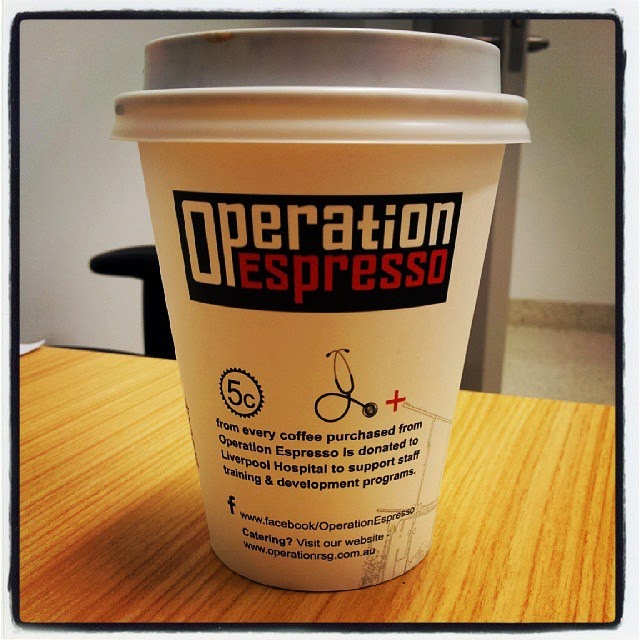 Operation
Espresso
5c
from every coffee purchased from
Operation Espresso is donated to
Liverpool Hospital to support staff
training & development programs.
f www.facebook/OperationEspresso
Catering? Visit our website -
www.operationrsg.com.au